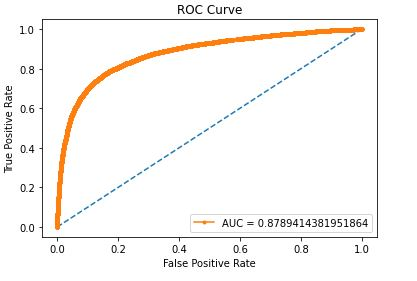 ROC Curve
1.0
0.8
0.6
0.4
0.2
0.0
True Positive Rate
AUC = 0.8789414381951864
0.0 0.2 0.4 0.6 0.8 1.0
False Positive Rate